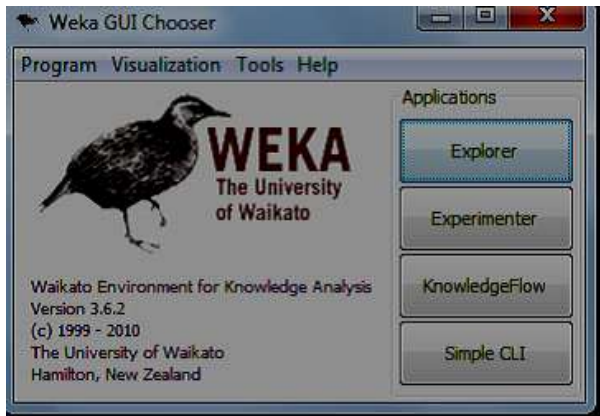 Weka GUI Chooser
Program Visualization Tools Help
WEKA
The University
of Waikato
Waikato Environment for Knowledge Analysis
Version 3.6.2
(c) 1999 - 2010
The University of Waikato
Hamilton, New Zealand
Applications
Explorer
Experimenter
KnowledgeFlow
Simple CLI